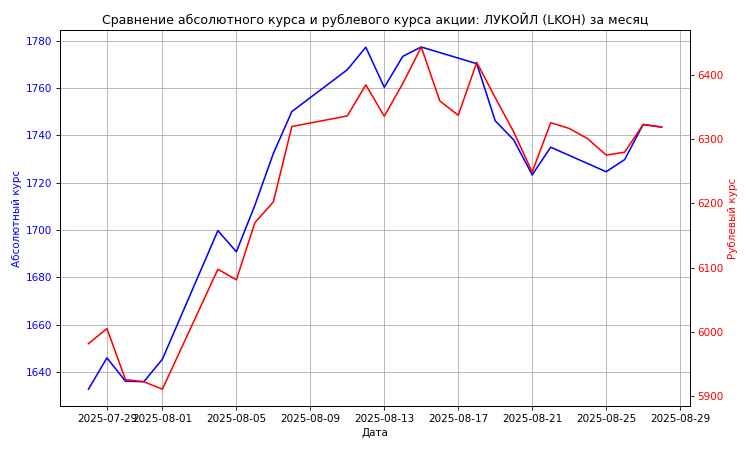 Сравнение абсолютного курса и рублевого курса акции: ЛУКОЙЛ (LKOH) за месяц
1780
1760
1740
1720
1700
1680
1660
1640
Абсолютный курс
6400
6300
6200
6100
6000
5900
Рублевый курс
2025-07-29 2025-08-01 2025-08-05 2025-08-09 2025-08-13 2025-08-17 2025-08-21 2025-08-25 2025-08-29
Дата